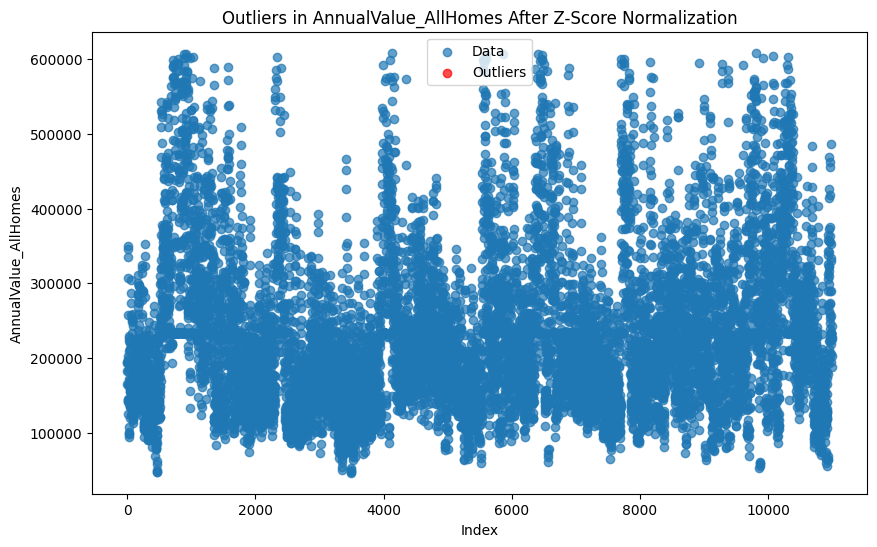 Outliers in AnnualValue_AllHomes After Z-Score Normalization
Data
Outliers
AnnualValue_AllHomes
600000
500000
400000
300000
200000
100000
0 2000 4000 6000 8000 10000
Index